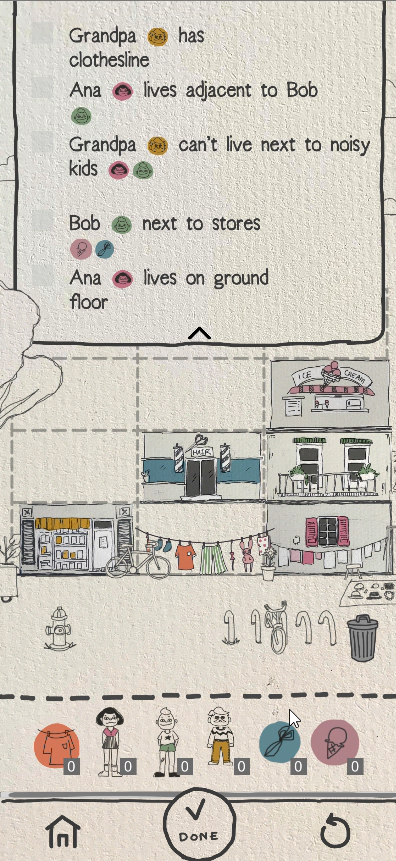 Grandpa has
clothesline
Ana lives adjacent to Bob
Grandpa can't live next to noisy
kids
Bob next to stores
Ana lives on ground
floor
ICE CREAM
HAIR
0 0 0 0 0 0
DONE